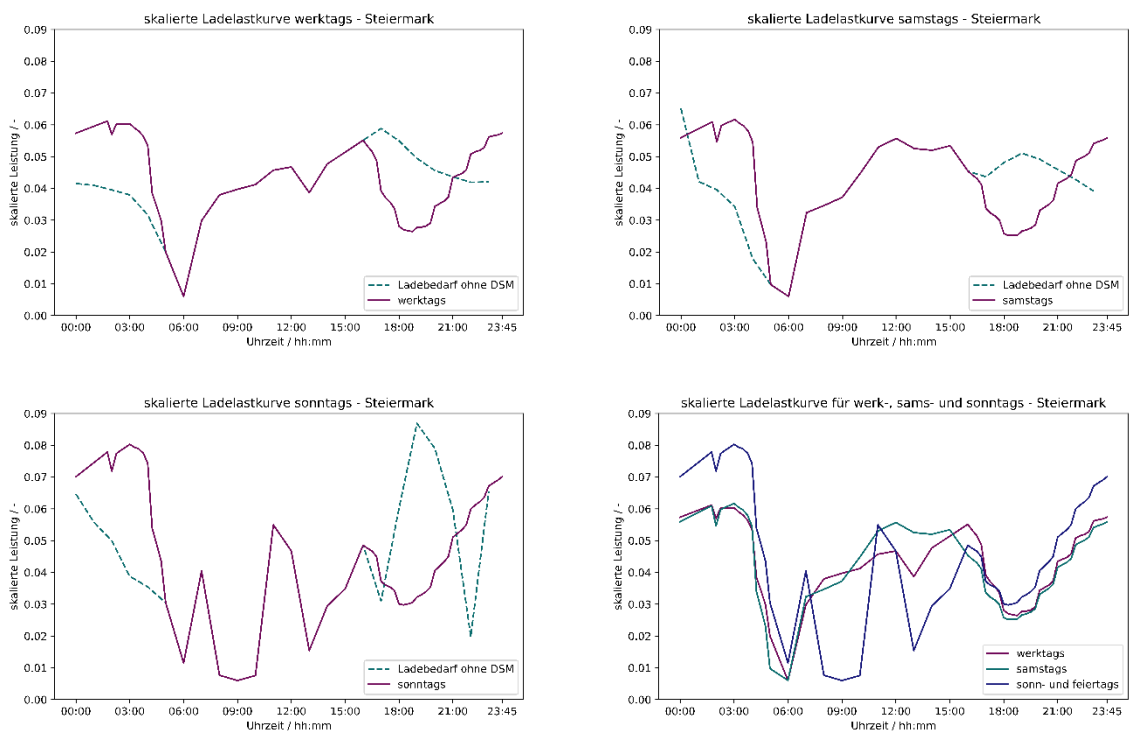 skalierte Ladelastkurve werktags - Steiermark
0.09
0.08
0.07
0.06
0.05
0.04
0.03
0.02
0.01
0.00
skalierte Leistung / -
Ladebedarf ohne DSM
werktags
00:00 03:00 06:00 09:00 12:00 15:00 18:00 21:00 23:45
Uhrzeit / hh:mm
skalierte Ladelastkurve samstags - Steiermark
0.09
0.08
0.07
0.06
0.05
0.04
0.03
0.02
0.01
0.00
skalierte Leistung / -
Ladebedarf ohne DSM
samstags
00:00 03:00 06:00 09:00 12:00 15:00 18:00 21:00 23:45
Uhrzeit / hh:mm
skalierte Ladelastkurve sonntags - Steiermark
0.09
0.08
0.07
0.06
0.05
0.04
0.03
0.02
0.01
0.00
skalierte Leistung / -
Ladebedarf ohne DSM
sonntags
00:00 03:00 06:00 09:00 12:00 15:00 18:00 21:00 23:45
Uhrzeit / hh:mm
skalierte Ladelastkurve für werk-, sams- und sonntags - Steiermark
0.09
0.08
0.07
0.06
0.05
0.04
0.03
0.02
0.01
0.00
skalierte Leistung / -
werktags
samstags
sonn- und feiertags
00:00 03:00 06:00 09:00 12:00 15:00 18:00 21:00 23:45
Uhrzeit / hh:mm